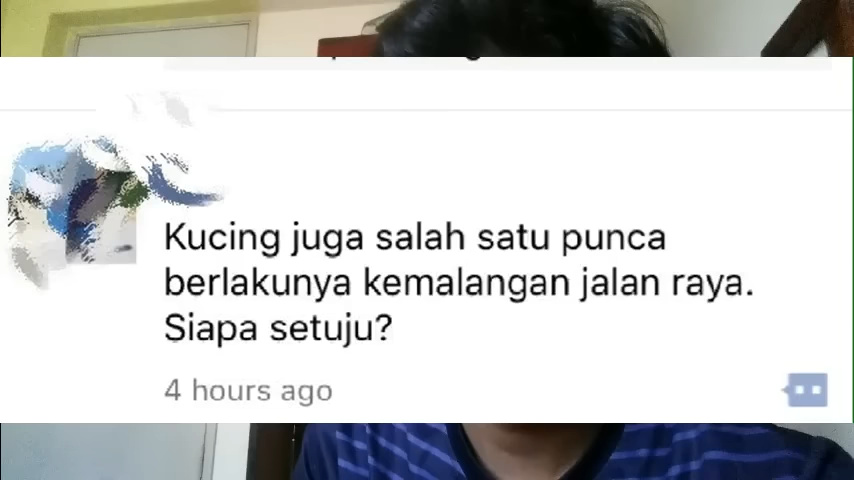 Kucing juga salah satu punca
berlakunya kemalangan jalan raya.
Siapa setuju?
4 hours ago